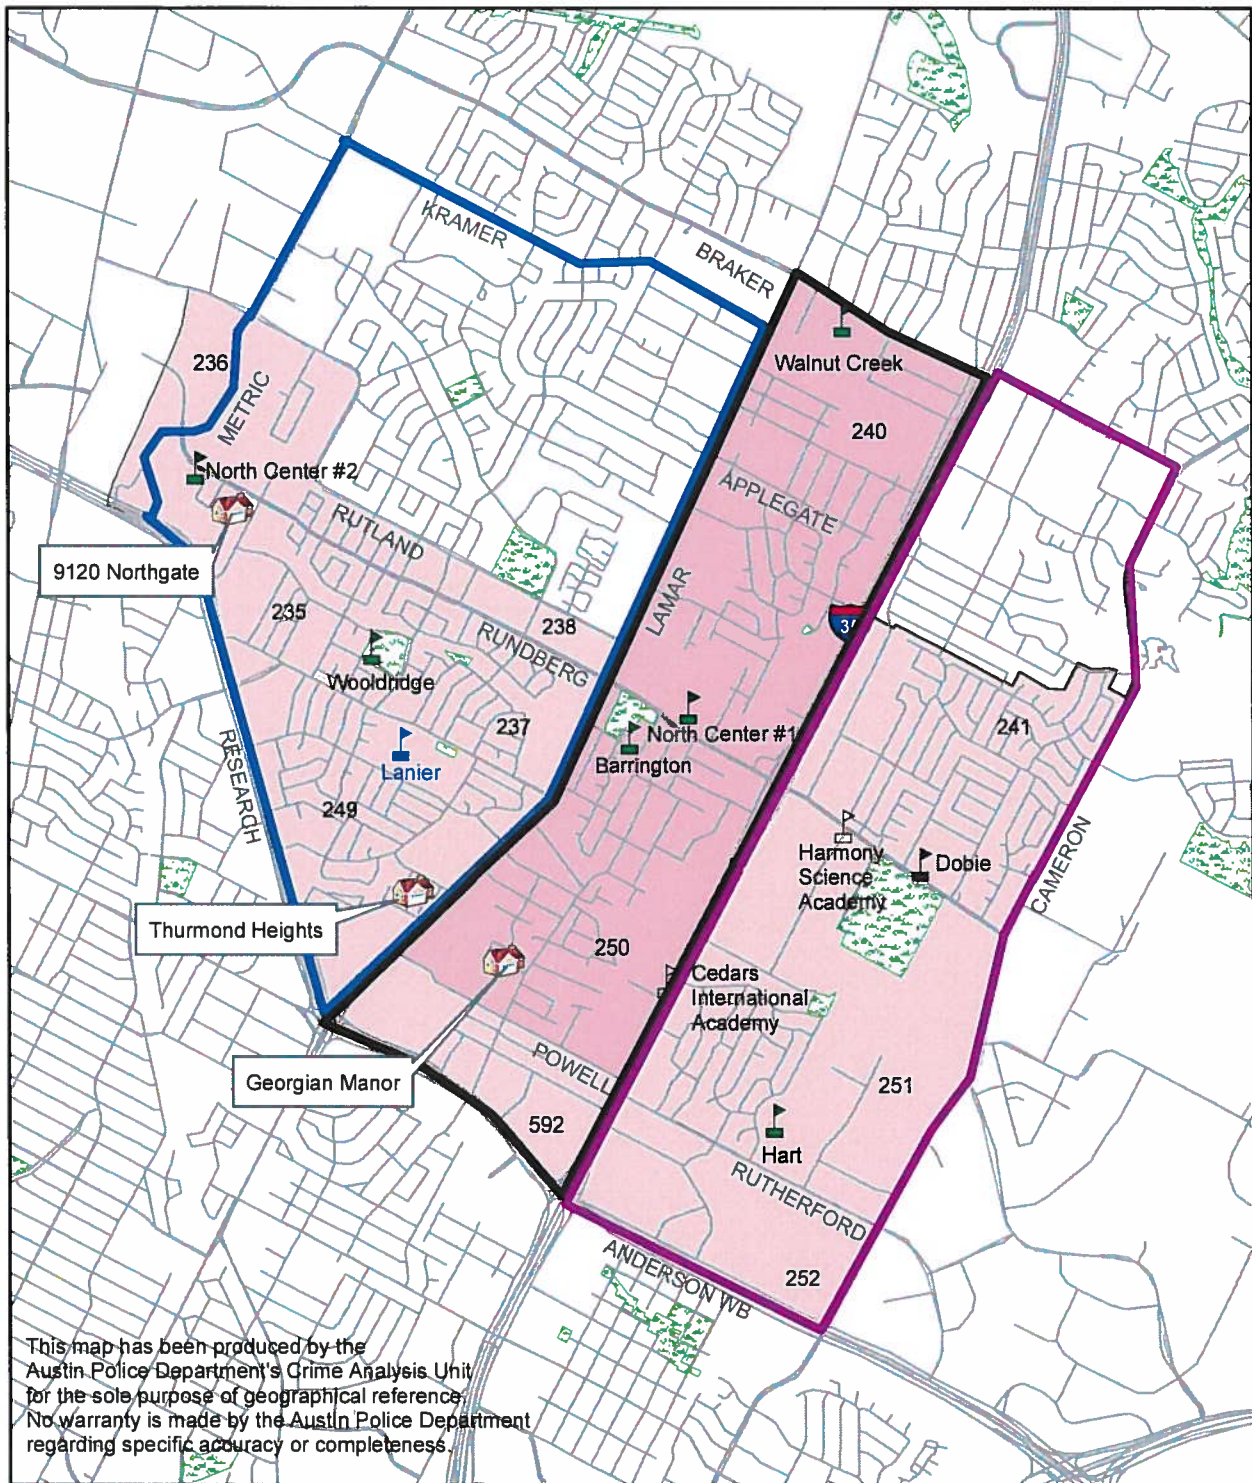 KRAMER
BRAKER
Walnut Creek
236
METRIC
240
North Center #2
APPLEGATE
RUTLAND
9120 Northgate
LAMAR
235
238
35
RUNDBERG
Wooldridge
237
241
North Center #1
Barrington
RESEARCH
Lanier
249
CAMERON
Harmony
Science
Academy
Dobie
Thurmond Heights
250
Cedars
International
Academy
POWELL
Georgian Manor
251
592
Hart
RUTHERFORD
ANDERSON WB
252
This map has been produced by the
Austin Police Department's Crime Analysis Unit
for the sole purpose of geographical reference.
No warranty is made by the Austin Police Department
regarding specific accuracy or completeness.